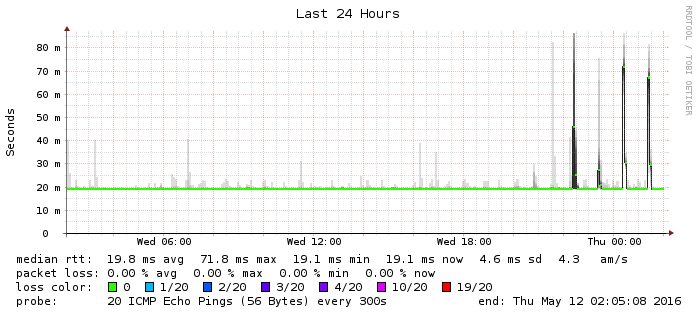 Last 24 Hours
RRDTOOL / TOBI OETIKER
Seconds
80 m
70 m
60 m
50 m
40 m
30 m
20 m
10 m
0
Wed 06:00 Wed 12:00 Wed 18:00 Thu 00:00
median rtt: 19.8 ms avg 71.8 ms max 19.1 ms min 19.1 ms now 4.6 ms sd 4.3 am/s
packet loss: 0.00 % avg 0.00 % max 0.00 % min 0.00 % now
loss color: 0 1/20 2/20 3/20 4/20 10/20 19/20
probe: 20 ICMP Echo Pings (56 Bytes) every 300s end: Thu May 12 02:05:08 2016